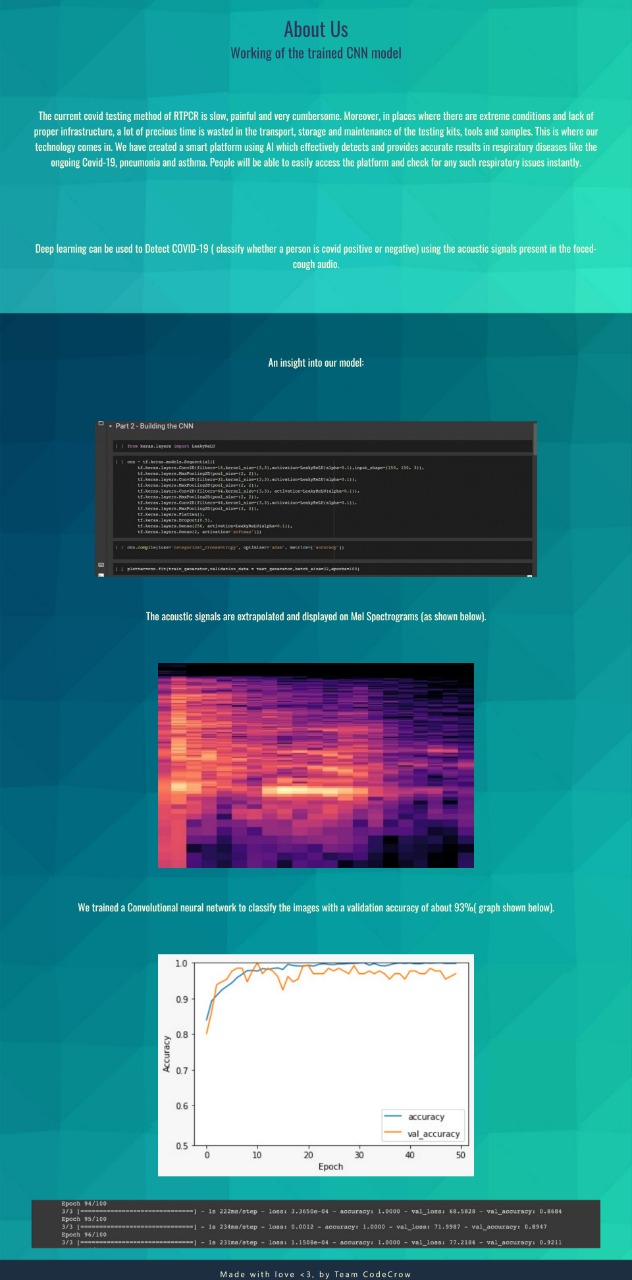 About Us
Working of the trained CNN model
The current covid testing method of RTPCR is slow, painful and very cumbersome. Moreover, in places where there are extreme conditions and lack of
proper infrastructure, a lot of precious time is wasted in the transport, storage and maintenance of the testing kits, tools and samples. This is where our
technology comes in. We have created a smart platform using AI which effectively detects and provides accurate results in respiratory diseases like the
ongoing Covid-19, pneumonia and asthma. People will be able to easily access the platform and check for any such respiratory issues instantly.
Deep learning can be used to Detect COVID-19 ( classify whether a person is covid positive or negative) using the acoustic signals present in the foced-
cough audio.
An insight into our model:
Part 2 - Building the CNN
[ ] from keras.layers import LeakyReLU
[ ] cnn = tf.keras.models.Sequential([
tf.keras.layers.Conv2D(filters=16,kernel_size=(3,3),activation=LeakyReLU(alpha=0.1),input_shape=(150, 150, 3)),
tf.keras.layers.MaxPooling2D(pool_size=(2, 2)),
tf.keras.layers.Conv2D(filters=32,kernel_size=(3,3),activation=LeakyReLU(alpha=0.1)),
tf.keras.layers.MaxPooling2D(pool_size=(2, 2)),
tf.keras.layers.Conv2D(filters=64,kernel_size=(3,3), activation=LeakyReLU(alpha=0.1)),
tf.keras.layers.MaxPooling2D(pool_size=(2, 2)),
tf.keras.layers.Conv2D(filters=64,kernel_size=(3,3),activation=LeakyReLU(alpha=0.1)),
tf.keras.layers.MaxPooling2D(pool_size=(2, 2)),
tf.keras.layers.Flatten(),
tf.keras.layers.Dropout(0.5),
tf.keras.layers.Dense(256, activation=LeakyReLU(alpha=0.1)),
tf.keras.layers.Dense(2, activation='softmax')])
[ ] cnn.compile(loss='categorical_crossentropy', optimizer='adam', metrics=['accuracy'])
[ ] plotter=cnn.fit(train_generator,validation_data = test_generator,batch_size=32,epochs=100)
The acoustic signals are extrapolated and displayed on Mel Spectrograms (as shown below).
We trained a Convolutional neural network to classify the images with a validation accuracy of about 93%( graph shown below).
1.0
0.9
0.8
0.7
0.6
0.5
Accuracy
accuracy
val_accuracy
0 10 20 30 40 50
Epoch
Epoch 94/100
3/3 [==============================] - 1s 222ms/step - loss: 3.3650e-04 - accuracy: 1.0000 - val_loss: 68.5828 - val_accuracy: 0.8684
Epoch 95/100
3/3 [==============================] - 1s 234ms/step - loss: 0.0012 - accuracy: 1.0000 - val_loss: 71.9987 - val_accuracy: 0.8947
Epoch 96/100
3/3 [==============================] - 1s 231ms/step - loss: 1.1508e-04 - accuracy: 1.0000 - val_loss: 77.2184 - val_accuracy: 0.9211
Made with love <3, by Team CodeCrow